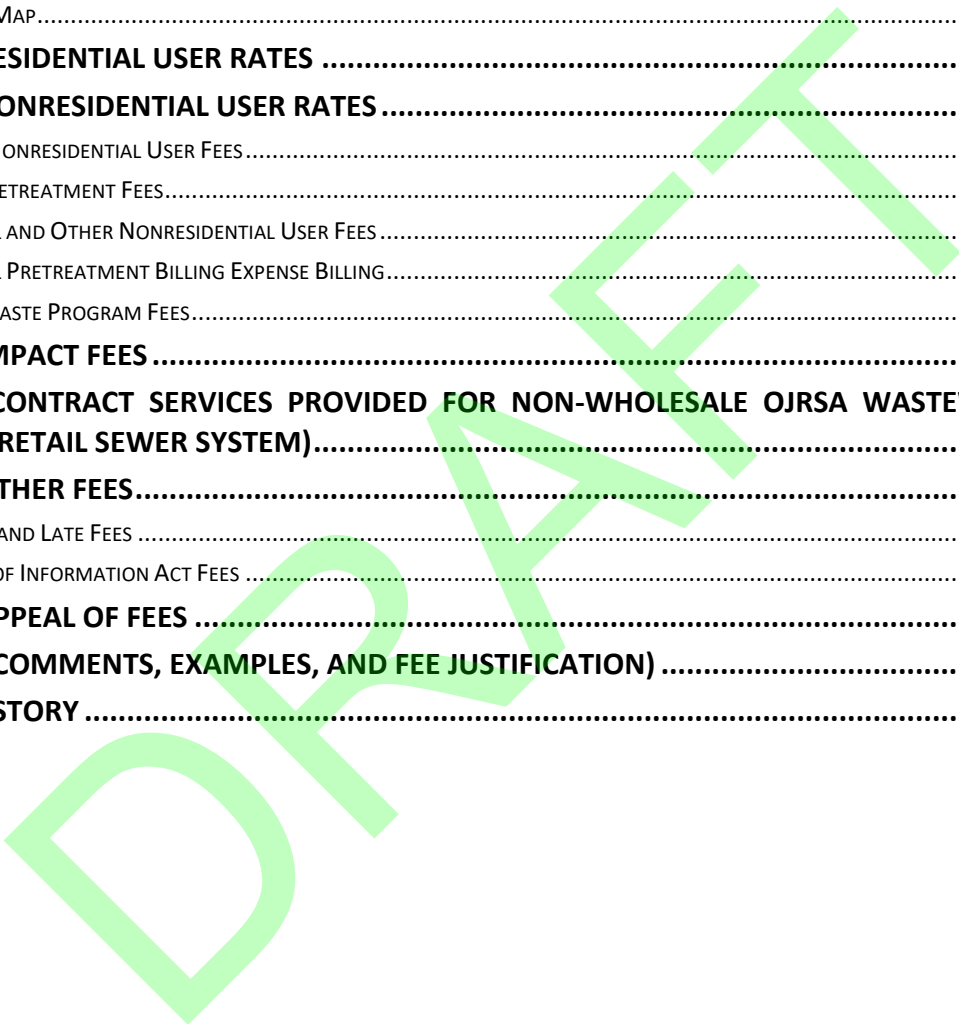 MAP
ESIDENTIAL USER RATES
ONRESIDENTIAL USER RATES
ONRESIDENTIAL USER FEES
ETREATMENT FEES
AND OTHER NONRESIDENTIAL USER FEES
PRETREATMENT BILLING EXPENSE BILLING
ASTE PROGRAM FEES
MPACT FEES
CONTRACT SERVICES PROVIDED FOR NON-WHOLESALE OJRSA WASTE
RETAIL SEWER SYSTEM)
THER FEES
AND LATE FEES
OF INFORMATION ACT FEES
PPEAL OF FEES
COMMENTS, EXAMPLES, AND FEE JUSTIFICATION)
STORY
DRAFT